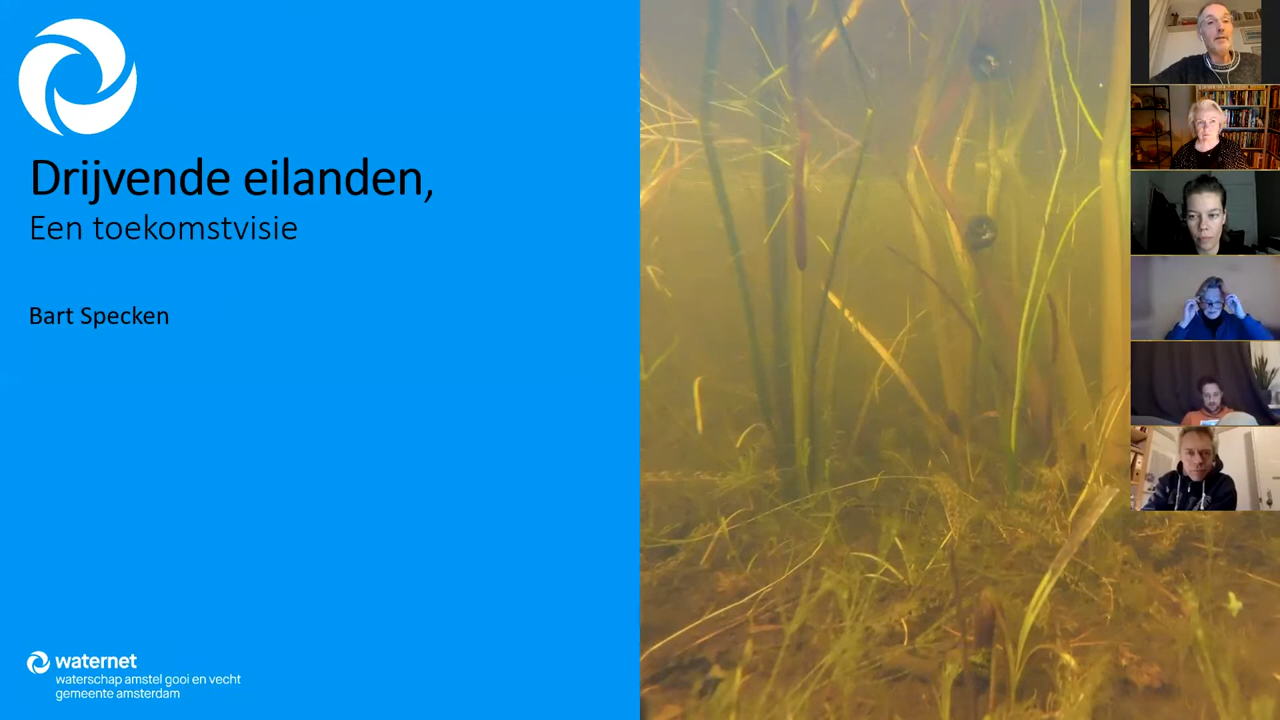 Drijvende eilanden,
Een toekomstvisie
Bart Specken
waternet
waterschap amstel gooi en vecht
gemeente amsterdam